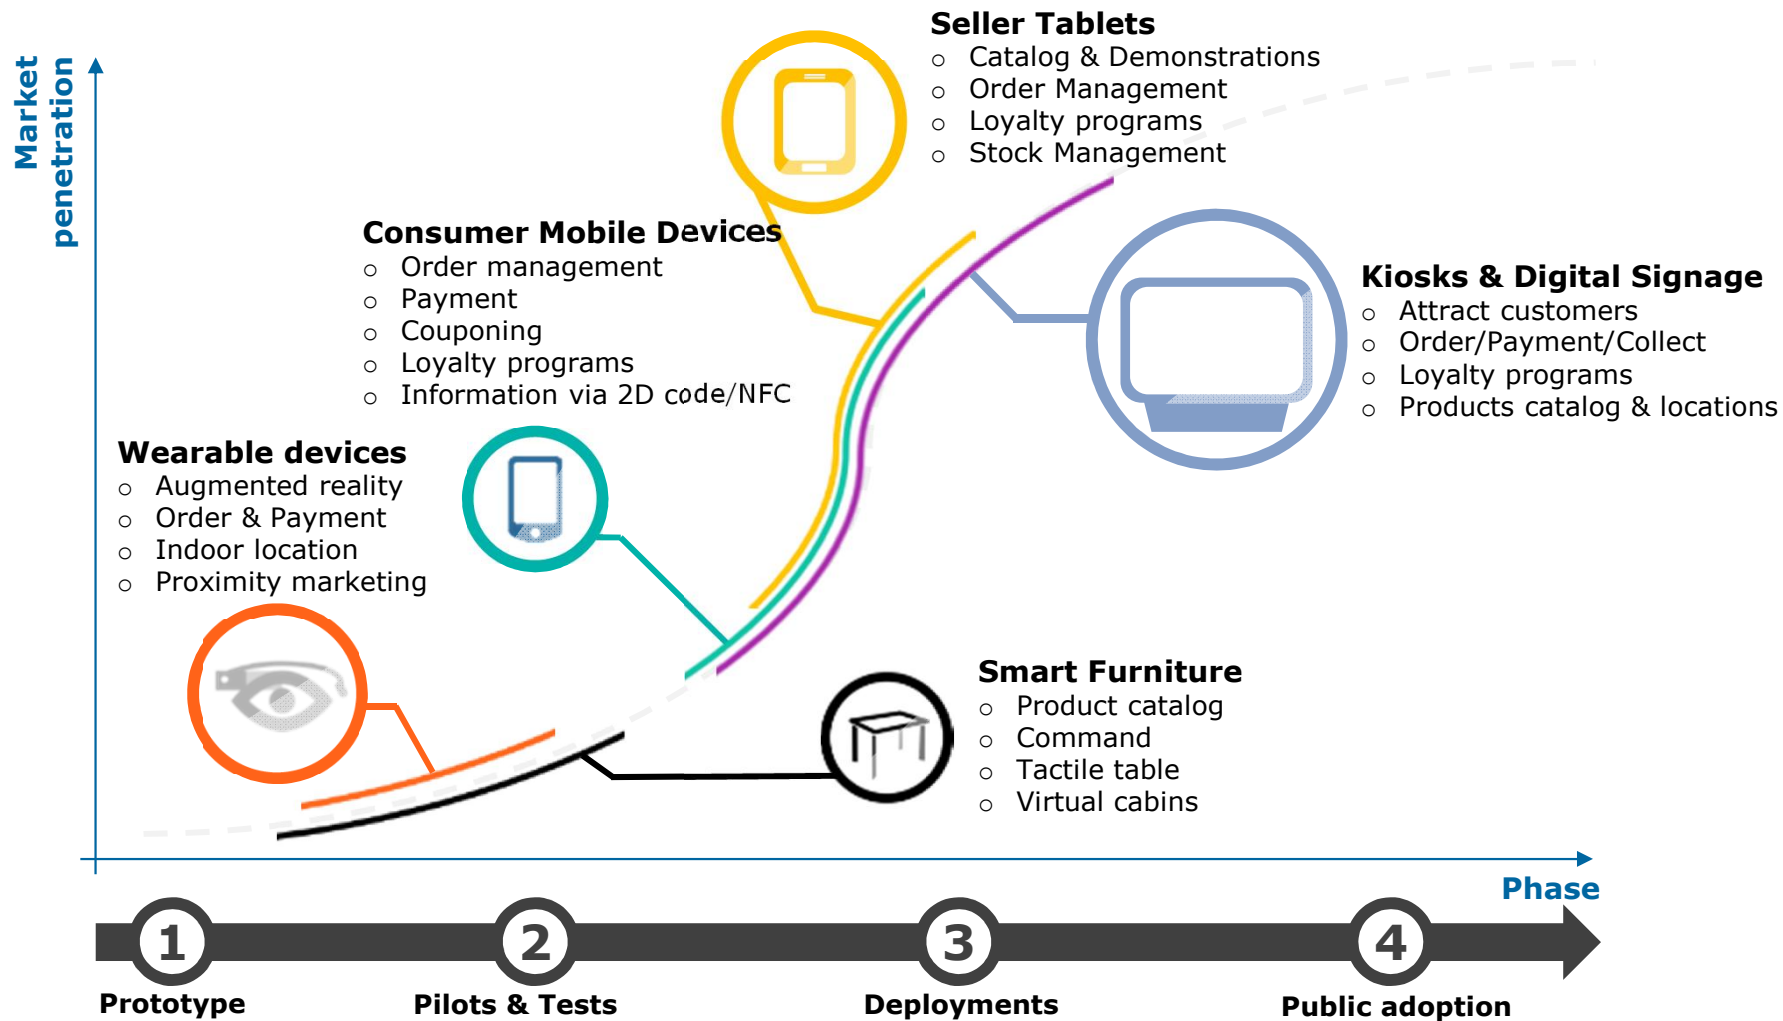 Market
penetration
Seller Tablets
o Catalog & Demonstrations
o Order Management
o Loyalty programs
o Stock Management
Consumer Mobile Devices
o Order management
o Payment
o Couponing
o Loyalty programs
o Information via 2D code/NFC
Kiosks & Digital Signage
o Attract customers
o Order/Payment/Collect
o Loyalty programs
o Products catalog & locations
Wearable devices
o Augmented reality
o Order & Payment
o Indoor location
o Proximity marketing
Smart Furniture
o Product catalog
o Command
o Tactile table
o Virtual cabins
Phase
1
2
3
4
Prototype
Pilots & Tests
Deployments
Public adoption